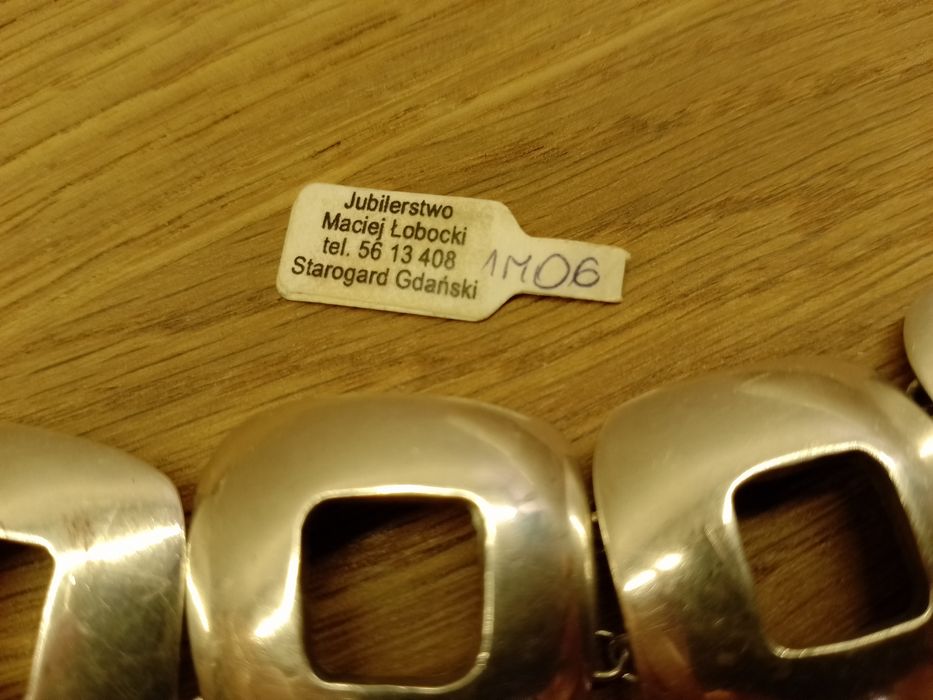 Jubilerstwo
Maciej Łobocki
tel. 56 13 408
Starogard Gdański
1M06